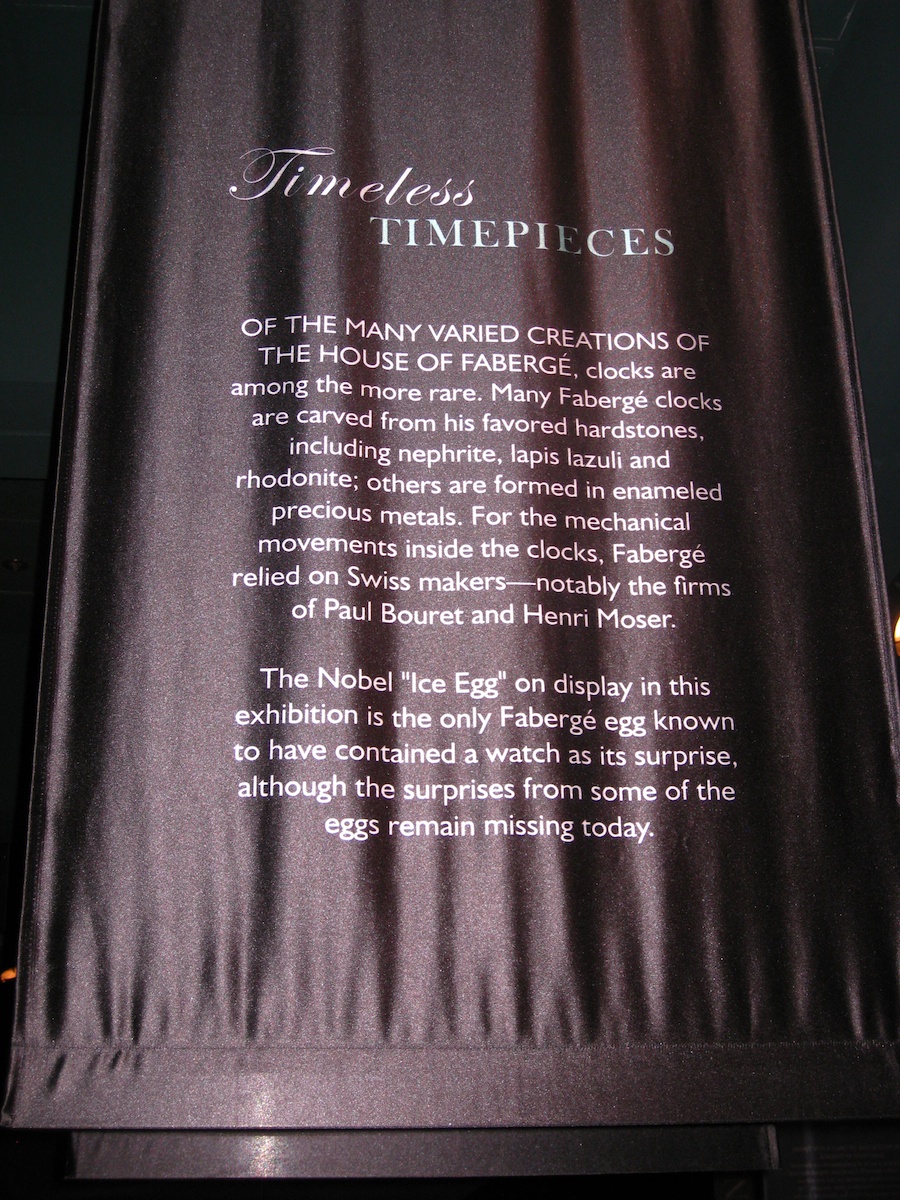 Timeless
TIMEPIECES
OF THE MANY VARIED CREATIONS OF
THE HOUSE OF FABERGÉ, clocks are
among the more rare. Many Fabergé clocks
are carved from his favored hardstones,
including nephrite, lapis lazuli and
rhodonite; others are formed in enameled
precious metals. For the mechanical
movements inside the clocks, Fabergé
relied on Swiss makers—notably the firms
of Paul Bouret and Henri Moser.
The Nobel "Ice Egg" on display in this
exhibition is the only Fabergé egg known
to have contained a watch as its surprise,
although the surprises from some of the
eggs remain missing today.